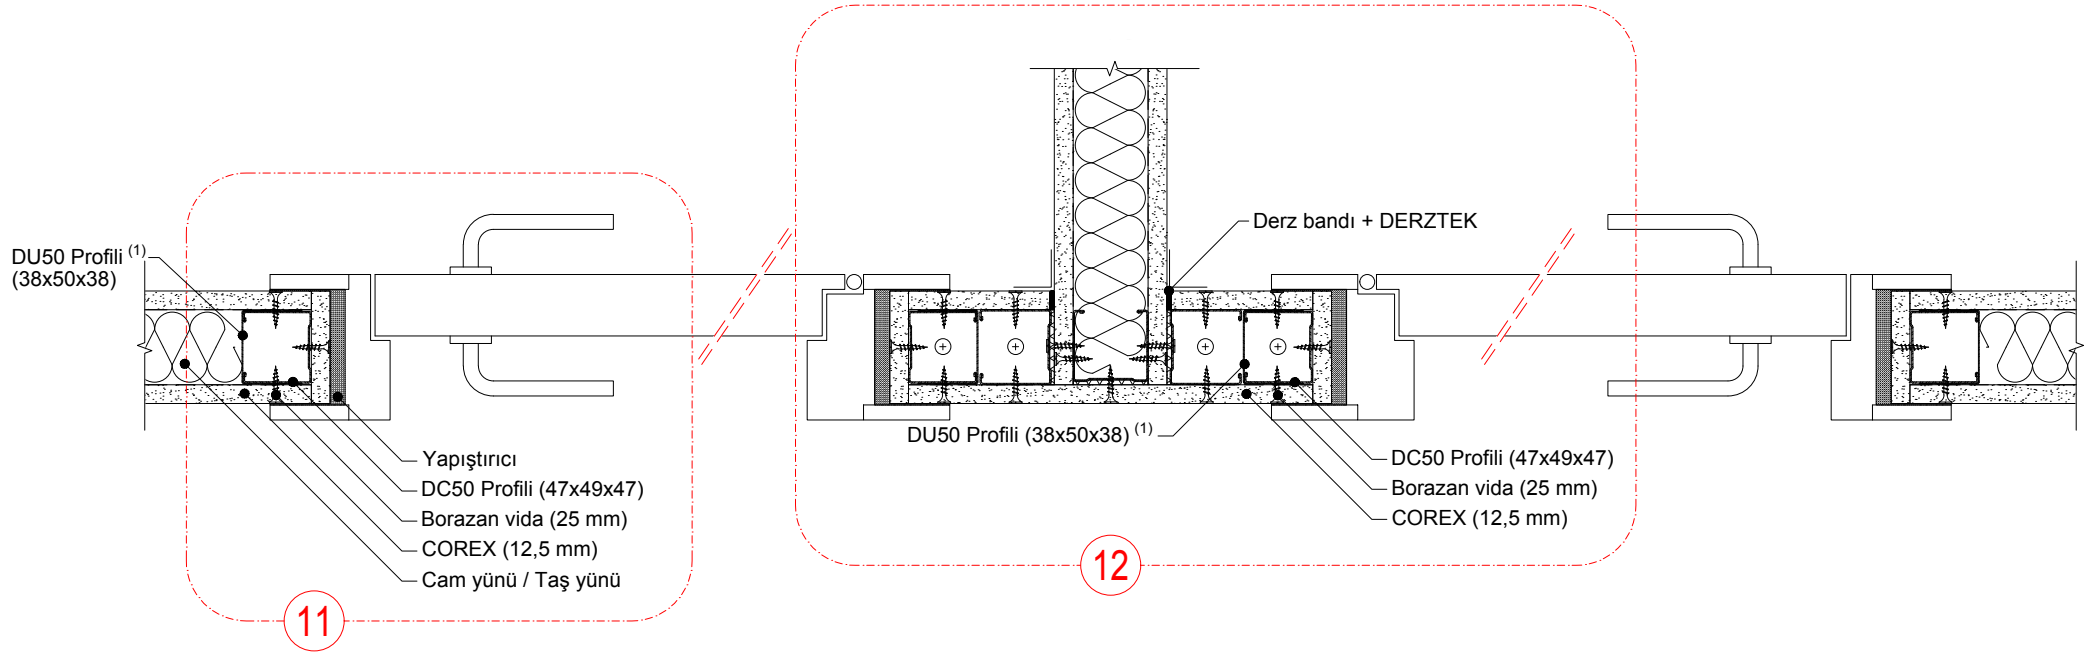 DU50 Profili (1)
(38x50x38)
Yapıştırıcı
DC50 Profili (47x49x47)
Borazan vida (25 mm)
COREX (12,5 mm)
Cam yünü / Taş yünü
11
Derz bandı + DERZTEK
DU50 Profili (38x50x38) (1)
DC50 Profili (47x49x47)
Borazan vida (25 mm)
COREX (12,5 mm)
12